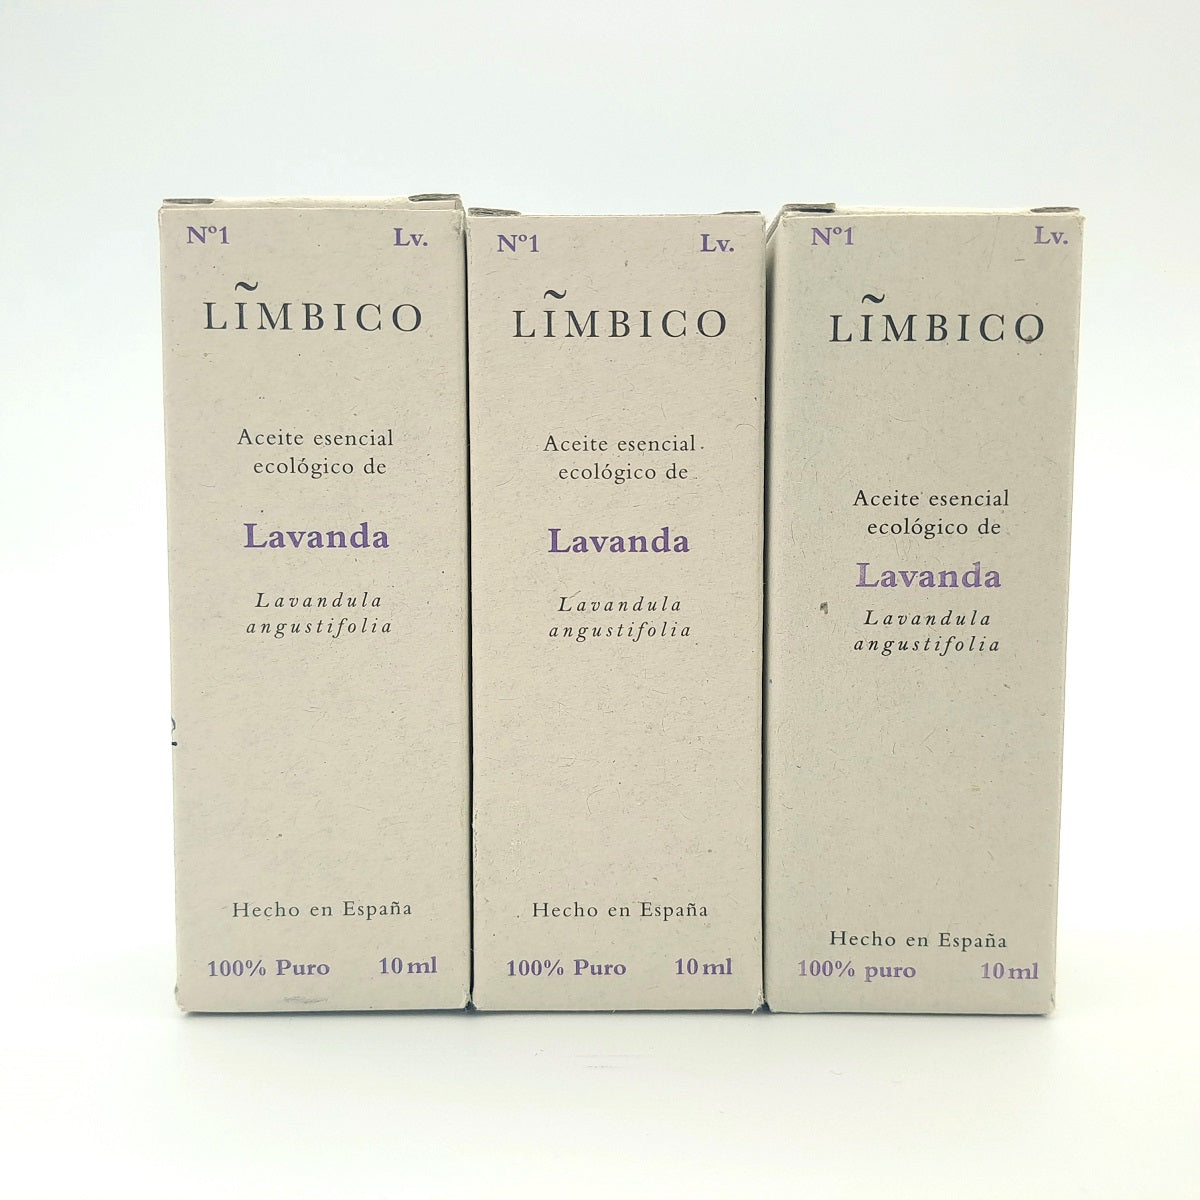 Nº1 Lv.
LĨMBICO
Aceite esencial
ecológico de
Lavanda
Lavandula
angustifolia
Hecho en España
100% Puro 10 ml
Nº1 Lv.
LĨMBICO
Aceite esencial
ecológico de
Lavanda
Lavandula
angustifolia
Hecho en España
100% Puro 10 ml
Nº1 Lv.
LĨMBICO
Aceite esencial
ecológico de
Lavanda
Lavandula
angustifolia
Hecho en España
100% puro 10 ml